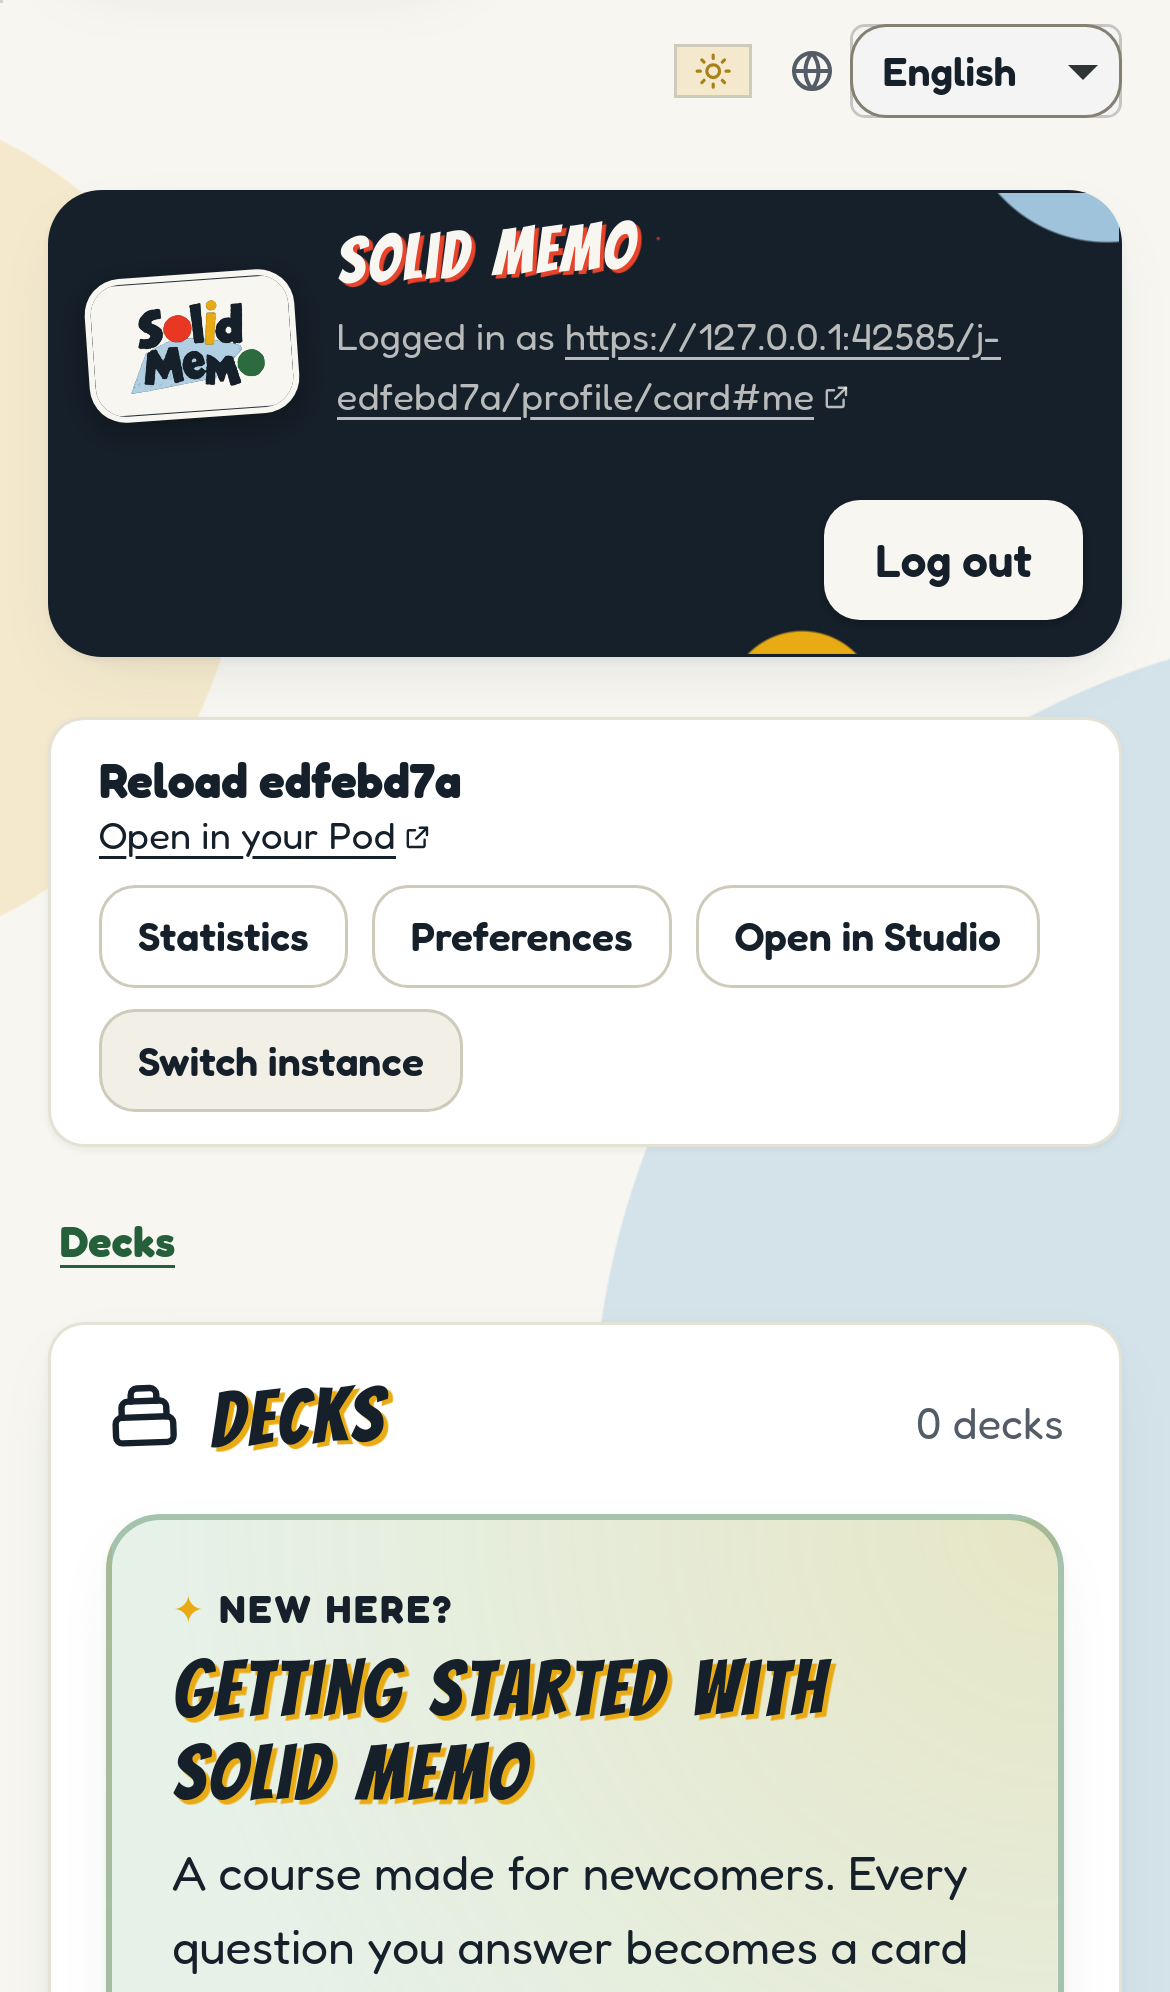 English
Solid Memo
SOLID MEMO
Logged in as https://127.0.0.1:42585/j-
edfebd7a/profile/card#me
Log out
Reload edfebd7a
Open in your Pod
Statistics Preferences Open in Studio
Switch instance
Decks
DECKS 0 decks
NEW HERE?
GETTING STARTED WITH
SOLID MEMO
A course made for newcomers. Every
question you answer becomes a card